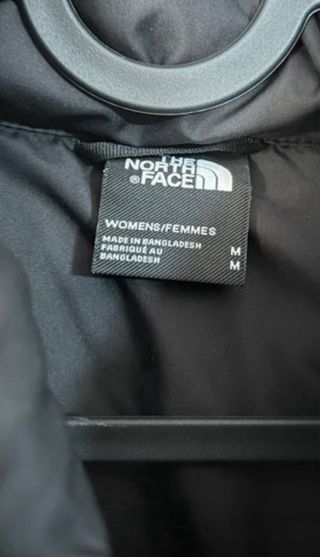 THE
NORTH
®FACE
WOMENS/FEMMES
MADE IN BANGLADESH M
FABRIQUÉ AU
BANGLADESH M